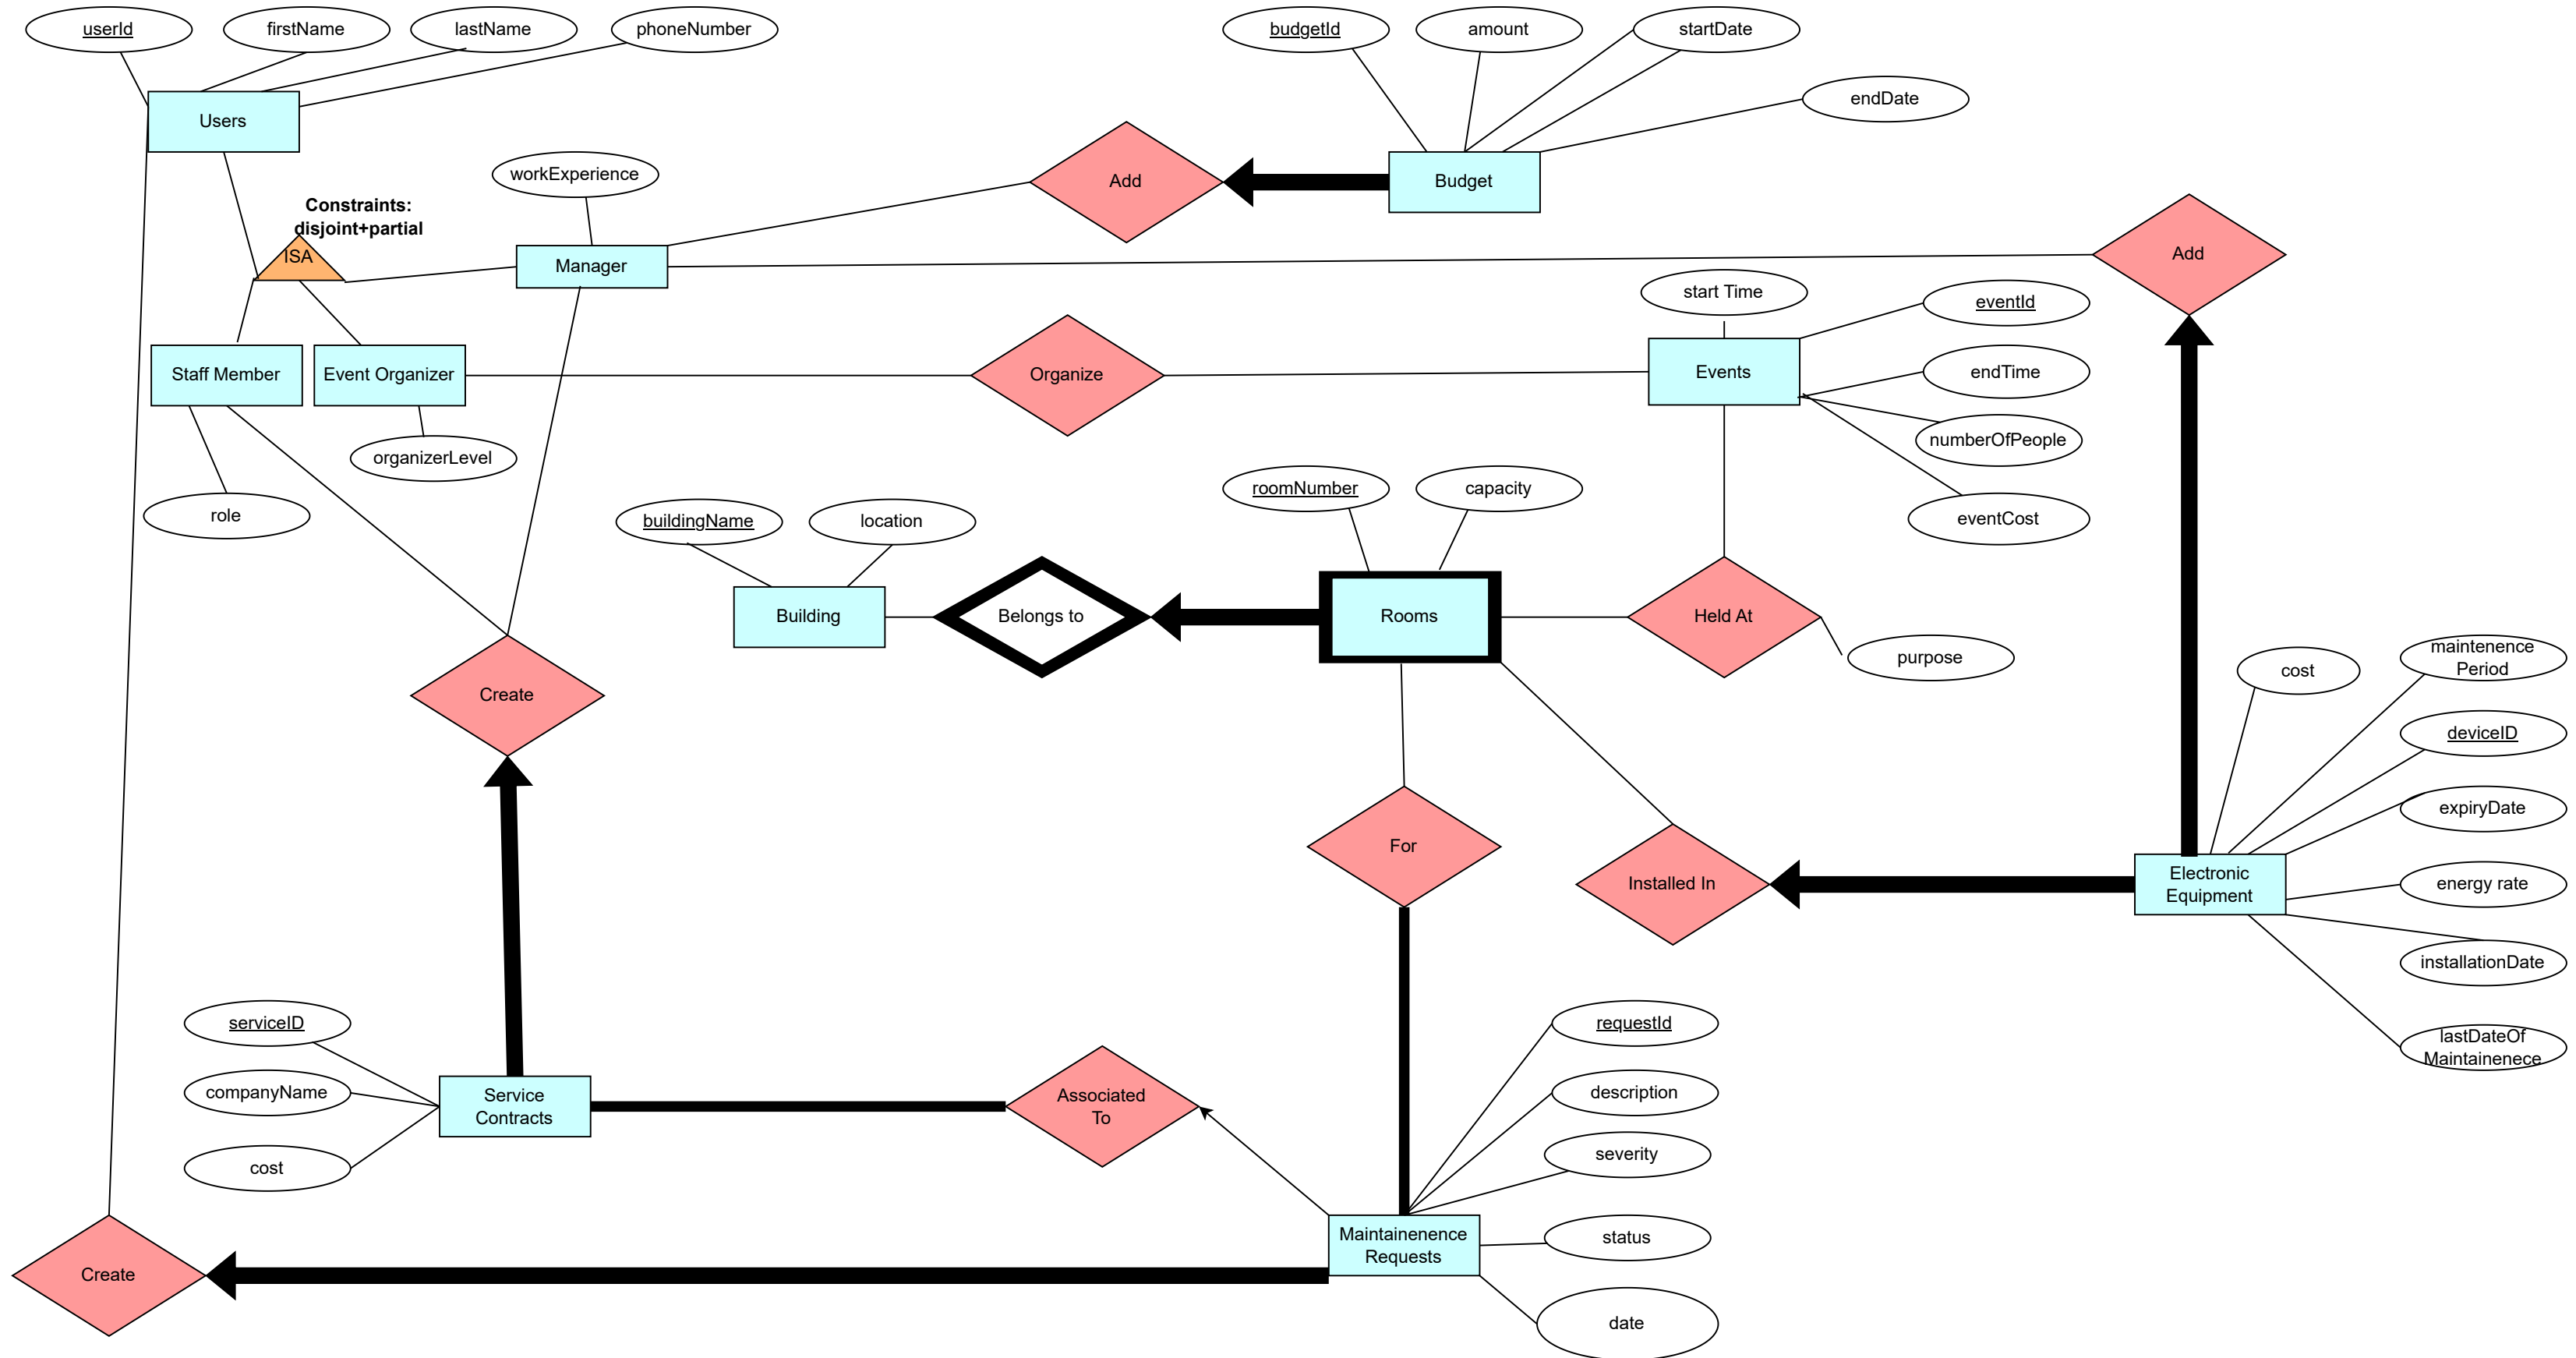 userId
firstName
lastName
phoneNumber
budgetId
amount
startDate
endDate
Users
workExperience
Add
Budget
Constraints:
disjoint+partial
ISA
Manager
Add
start Time
eventId
Staff Member
Event Organizer
Organize
Events
endTime
numberOfPeople
organizerLevel
roomNumber
capacity
role
buildingName
location
eventCost
Building
Belongs to
Rooms
Held At
purpose
cost
maintenence
Period
Create
deviceID
expiryDate
For
Installed In
Electronic
Equipment
energy rate
installationDate
serviceID
requestId
lastDateOf
Maintainenece
companyName
Service
Contracts
Associated
To
description
cost
severity
Create
Maintainenence
Requests
status
date